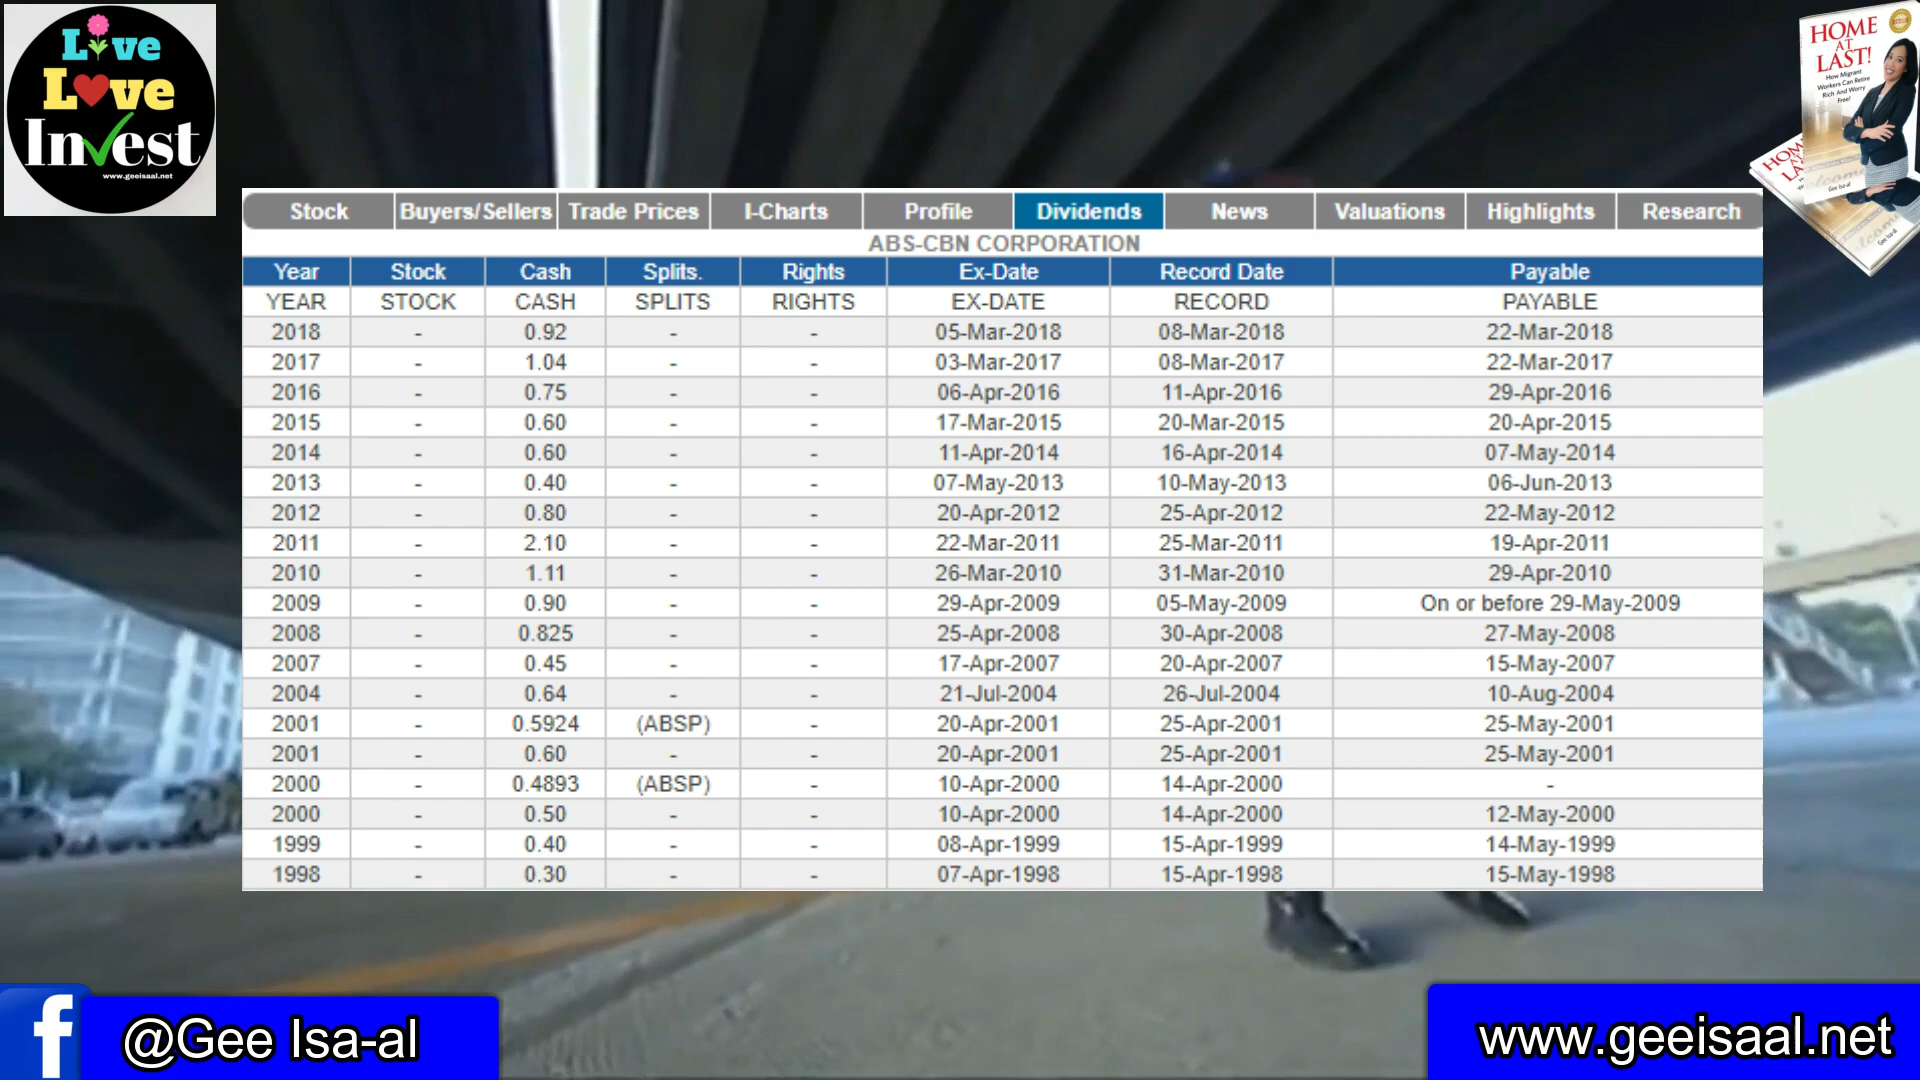 Live
Love
Invest
www.geeisaal.net
HOME
AT
LAST!
How Migrant
Workers Can Retire
Rich And Worry
Free!
Gee Isa-al
Stock Buyers/Sellers Trade Prices I-Charts Profile Dividends News Valuations Highlights Research
ABS-CBN CORPORATION
Year Stock Cash Splits. Rights Ex-Date Record Date Payable
YEAR STOCK CASH SPLITS RIGHTS EX-DATE RECORD PAYABLE
2018 - 0.92 - - 05-Mar-2018 08-Mar-2018 22-Mar-2018
2017 - 1.04 - - 03-Mar-2017 08-Mar-2017 22-Mar-2017
2016 - 0.75 - - 06-Apr-2016 11-Apr-2016 29-Apr-2016
2015 - 0.60 - - 17-Mar-2015 20-Mar-2015 20-Apr-2015
2014 - 0.60 - - 11-Apr-2014 16-Apr-2014 07-May-2014
2013 - 0.40 - - 07-May-2013 10-May-2013 06-Jun-2013
2012 - 0.80 - - 20-Apr-2012 25-Apr-2012 22-May-2012
2011 - 2.10 - - 22-Mar-2011 25-Mar-2011 19-Apr-2011
2010 - 1.11 - - 26-Mar-2010 31-Mar-2010 29-Apr-2010
2009 - 0.90 - - 29-Apr-2009 05-May-2009 On or before 29-May-2009
2008 - 0.825 - - 25-Apr-2008 30-Apr-2008 27-May-2008
2007 - 0.45 - - 17-Apr-2007 20-Apr-2007 15-May-2007
2004 - 0.64 - - 21-Jul-2004 26-Jul-2004 10-Aug-2004
2001 - 0.5924 (ABSP) - 20-Apr-2001 25-Apr-2001 25-May-2001
2001 - 0.60 - - 20-Apr-2001 25-Apr-2001 25-May-2001
2000 - 0.4893 (ABSP) - 10-Apr-2000 14-Apr-2000 -
2000 - 0.50 - - 10-Apr-2000 14-Apr-2000 12-May-2000
1999 - 0.40 - - 08-Apr-1999 15-Apr-1999 14-May-1999
1998 - 0.30 - - 07-Apr-1998 15-Apr-1998 15-May-1998
f @Gee Isa-al
www.geeisaal.net